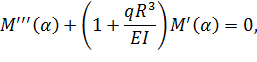 M′′′(α) + (1 + qR³/EI) M′(α) = 0,